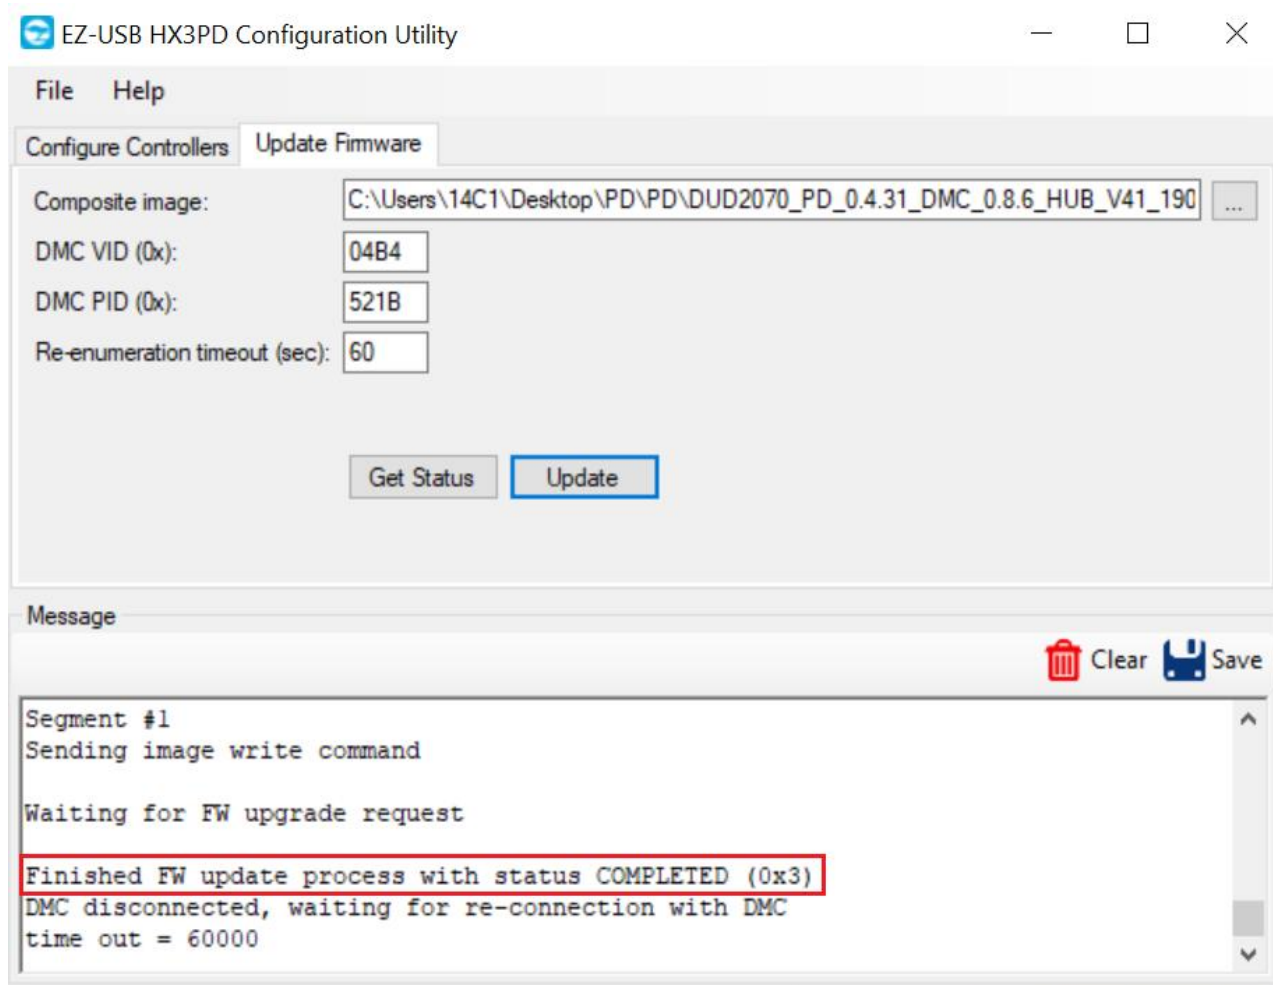 EZ-USB HX3PD Configuration Utility
File Help
Configure Controllers Update Firmware
Composite image: C:\Users\14C1\Desktop\PD\PD\DUD2070_PD_0.4.31_DMC_0.8.6_HUB_V41_190 ...
DMC VID (0x): 04B4
DMC PID (0x): 521B
Re-enumeration timeout (sec): 60
Get Status Update
Message
Clear Save
Segment #1
Sending image write command
Waiting for FW upgrade request
Finished FW update process with status COMPLETED (0x3)
DMC disconnected, waiting for re-connection with DMC
time out = 60000